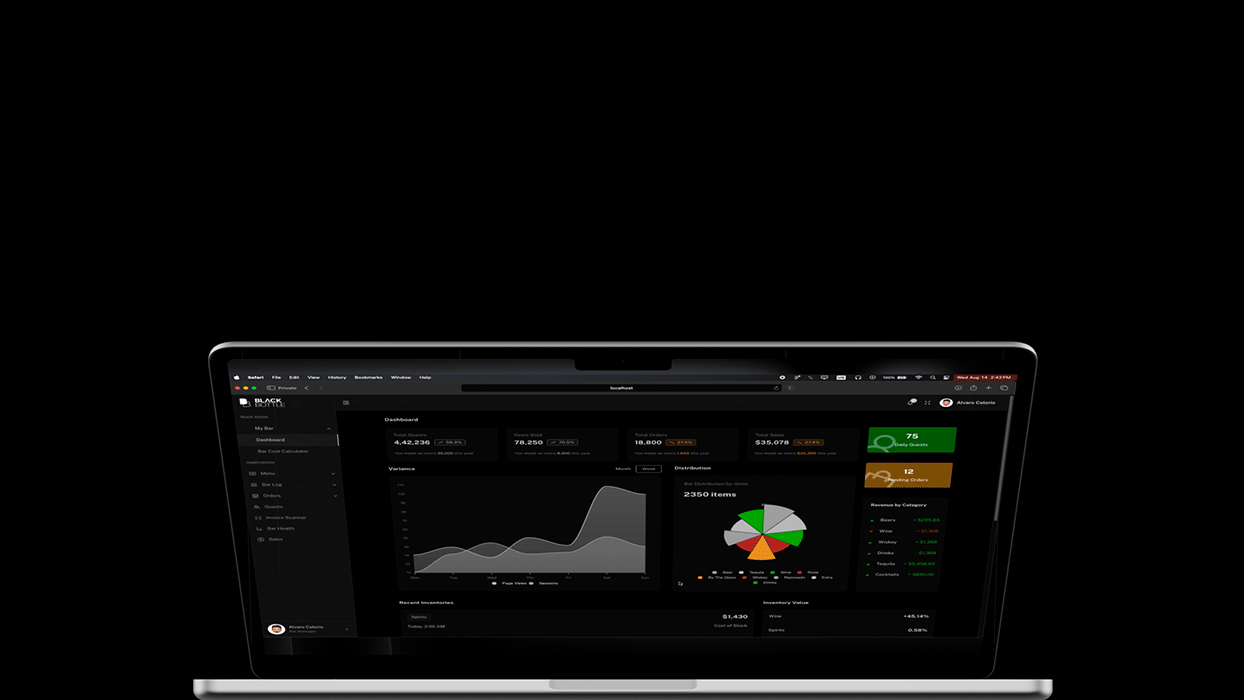 Safari File Edit View History Bookmarks Window Help
100%
Wed Aug 14 2:43 PM
Private
localhost
BLACK
BOTTLE
Alvaro Celorio
Black Bottle
My Bar
Dashboard
Bar Cost Calculator
Applications
Menu
Bar Log
Orders
Guests
Invoice Scanner
Bar Health
Sales
Alvaro Celorio
Bar Manager
Dashboard
Total Guests
4,42,236 59.3%
You made an extra 35,000 this year
78,250 70.5%
You made an extra 8,900 this year
Total Orders
18,800 27.4%
You made an extra 1,943 this year
Total Sales
$35,078 27.4%
You made an extra $20,395 this year
75
Daily Guests
12
Pending Orders
Variance
Month Week
Mon Tue Wed Thu Fri Sat Sun
Page Views Sessions
Distribution
Bar Distribution by items
2350 items
Beer Tequila Wine Rose
By The Glass Wiskey Reposado Extra
Drinks
Revenue by Category
Beers
Wine
Wiskey
Drinks
Tequila
Cocktails
Recent Inventories
Spirits
Today, 2:00 AM
$1,430
Cost of Stock
Inventory Value
Wine +45.14%
Spirits 0.58%